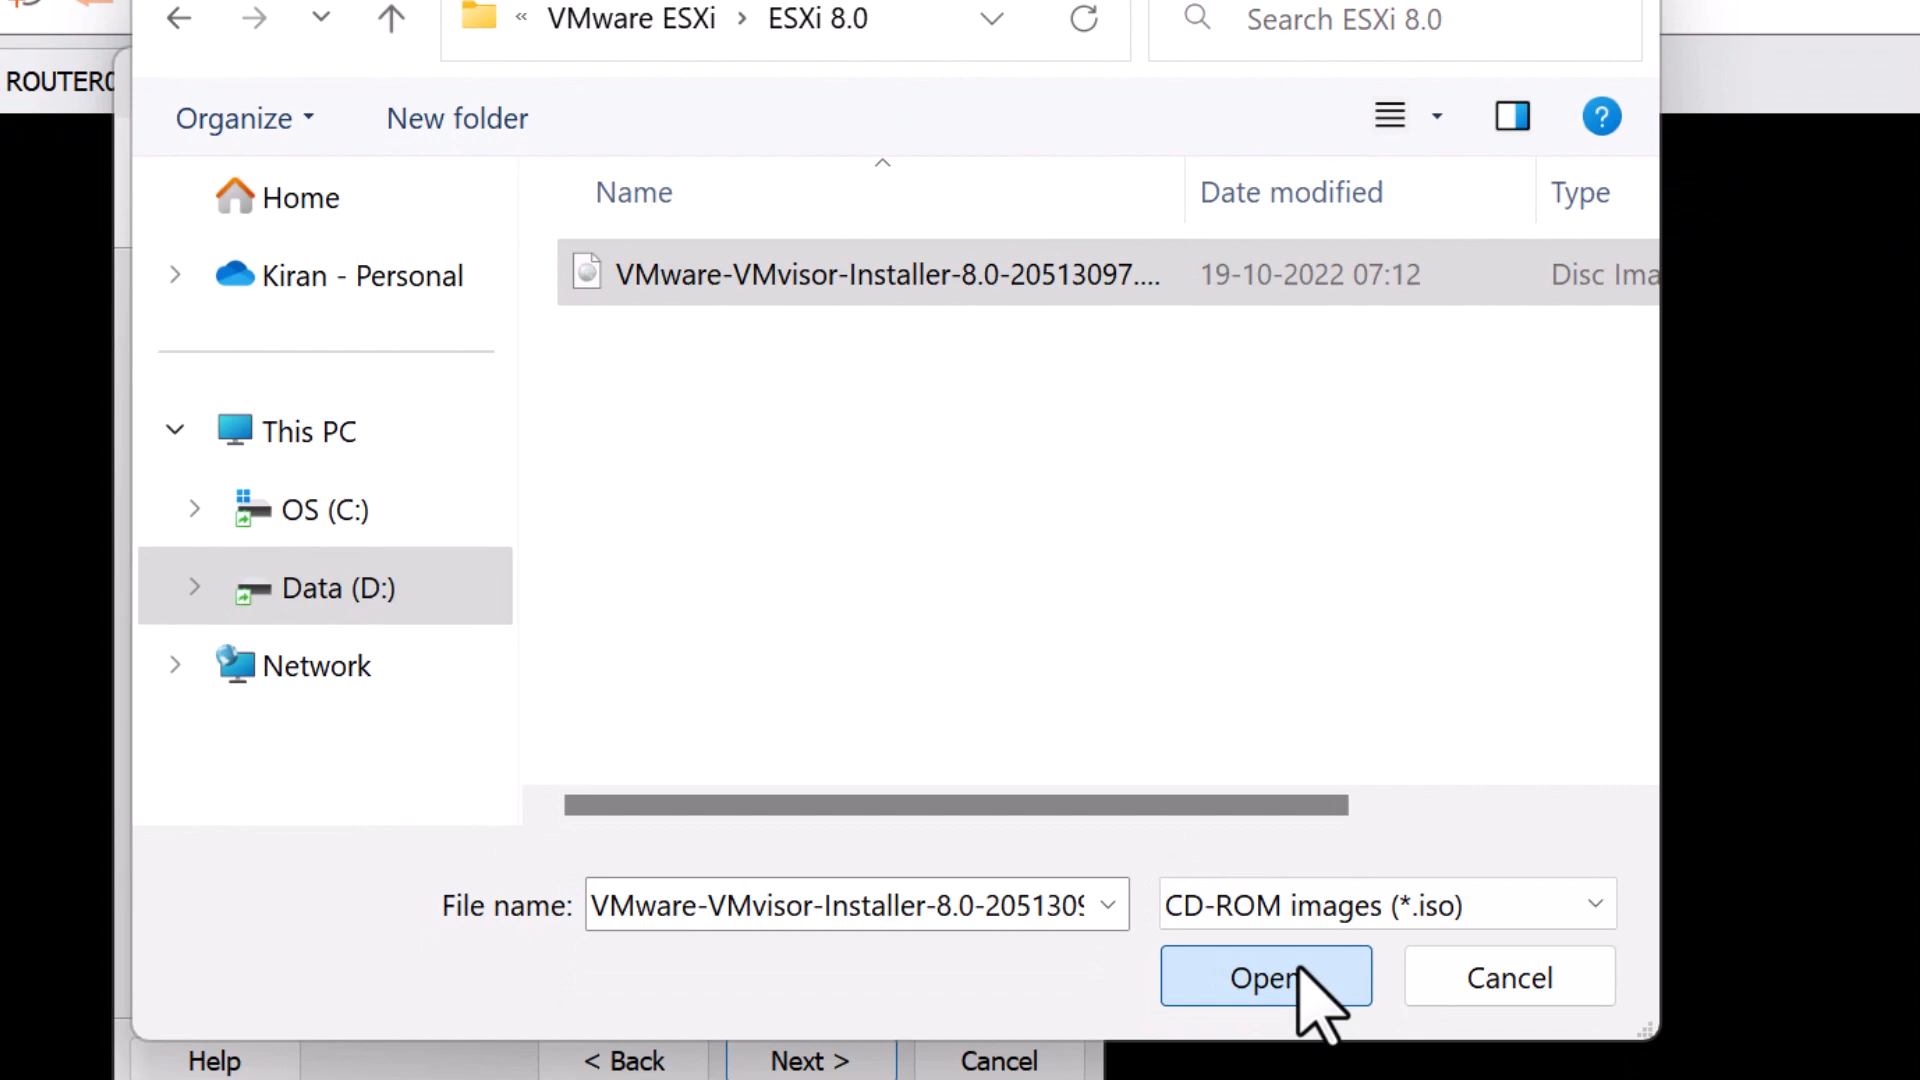 « VMware ESXi › ESXi 8.0
Search ESXi 8.0
ROUTER0
Organize
New folder
?
Name
Date modified
Type
Home
Kiran - Personal
VMware-VMvisor-Installer-8.0-20513097....
19-10-2022 07:12
Disc Ima
This PC
OS (C:)
Data (D:)
Network
File name:
VMware-VMvisor-Installer-8.0-2051309
CD-ROM images (*.iso)
Open
Cancel
Help
< Back
Next >
Cancel